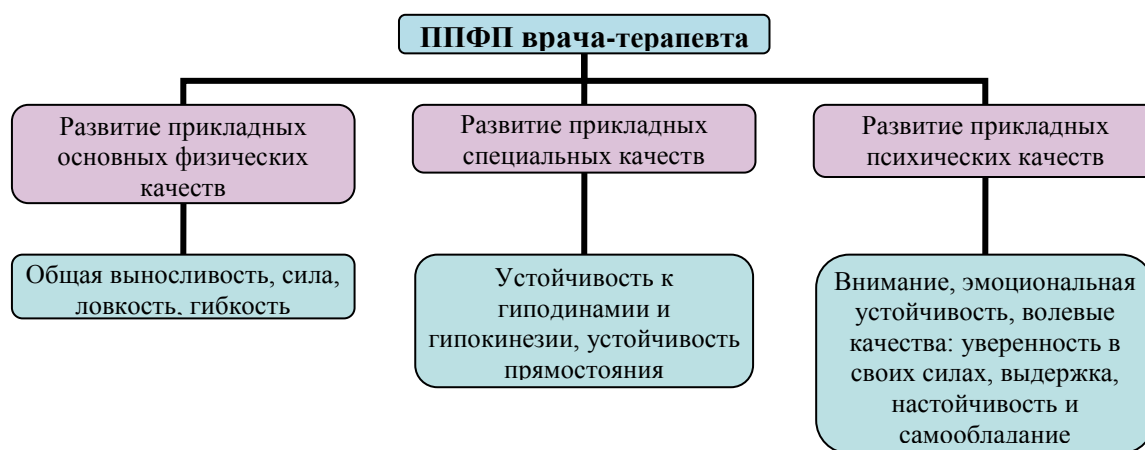 ППФП врача-терапевта
Развитие прикладных
основных физических
качеств
Развитие прикладных
специальных качеств
Развитие прикладных
психических качеств
Общая выносливость, сила,
ловкость, гибкость
Устойчивость к
гиподинамии и
гипокинезии, устойчивость
прямостояния
Внимание, эмоциональная
устойчивость, волевые
качества: уверенность в
своих силах, выдержка,
настойчивость и
самообладание